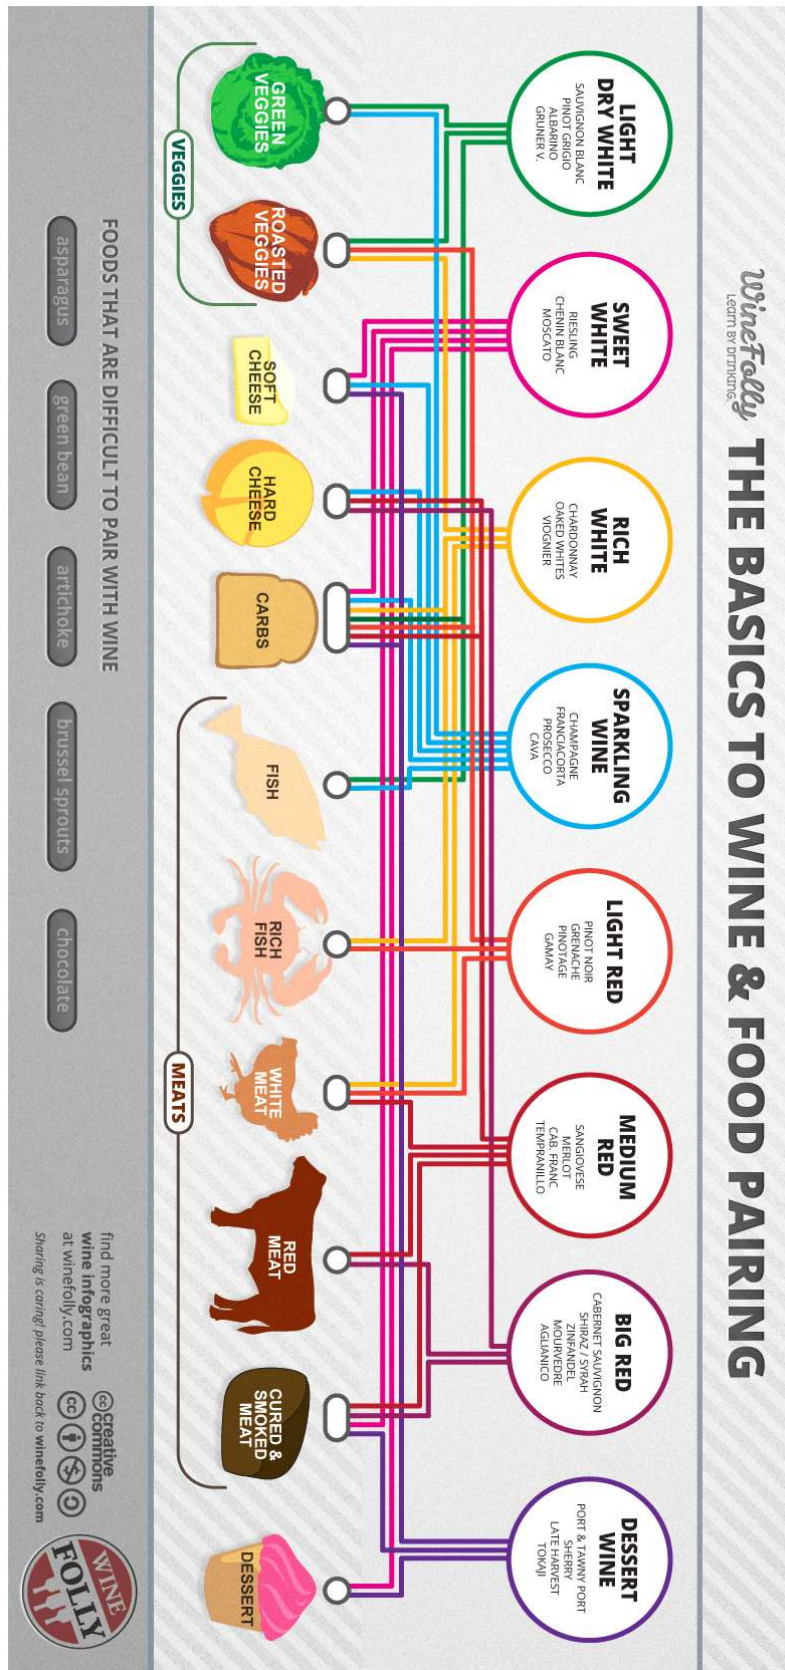 WineFolly
Learn BY DrINKING.
THE BASICS TO WINE & FOOD PAIRING
LIGHT
DRY WHITE
SAUVIGNON BLANC
PINOT GRIGIO
ALBARINO
GRUNER V.
SWEET
WHITE
RIESLING
CHENIN BLANC
MOSCATO
RICH
WHITE
CHARDONNAY
OAKED WHITES
VIOGNIER
SPARKLING
WINE
CHAMPAGNE
FRANCIACORTA
PROSECCO
CAVA
LIGHT RED
PINOT NOIR
GRENACHE
PINOTAGE
GAMAY
MEDIUM
RED
SANGIOVESE
MERLOT
CAB. FRANC
TEMPRANILLO
BIG RED
CABERNET SAUVIGNON
SHIRAZ / SYRAH
ZINFANDEL
MOURVEDRE
AGLIANICO
DESSERT
WINE
PORT & TAWNY PORT
SHERRY
LATE HARVEST
TOKAJI
GREEN
VEGGIES
ROASTED
VEGGIES
SOFT
CHEESE
HARD
CHEESE
CARBS
FISH
RICH
FISH
WHITE
MEAT
RED
MEAT
CURED &
SMOKED
MEAT
DESSERT
VEGGIES
MEATS
FOODS THAT ARE DIFFICULT TO PAIR WITH WINE
asparagus
green bean
artichoke
brussel sprouts
chocolate
find more great
wine infographics
at winefolly.com
Sharing is caring! please link back to winefolly.com
cc creative
commons
cc
WINE
FOLLY